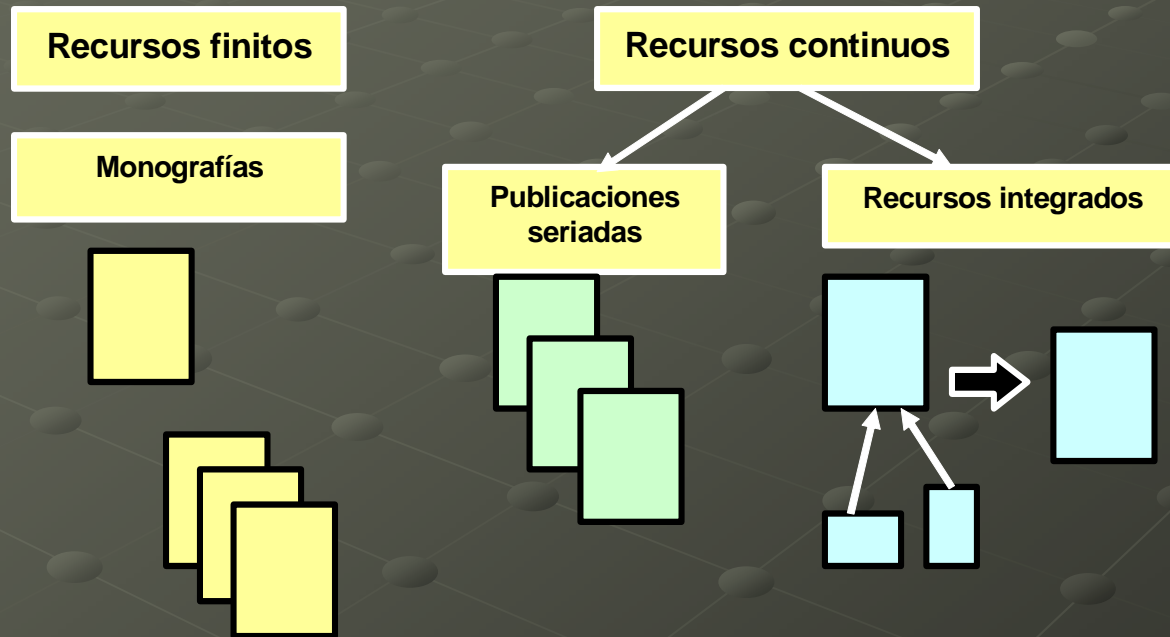 Recursos finitos
Recursos continuos
Monografías
Publicaciones
seriadas
Recursos integrados